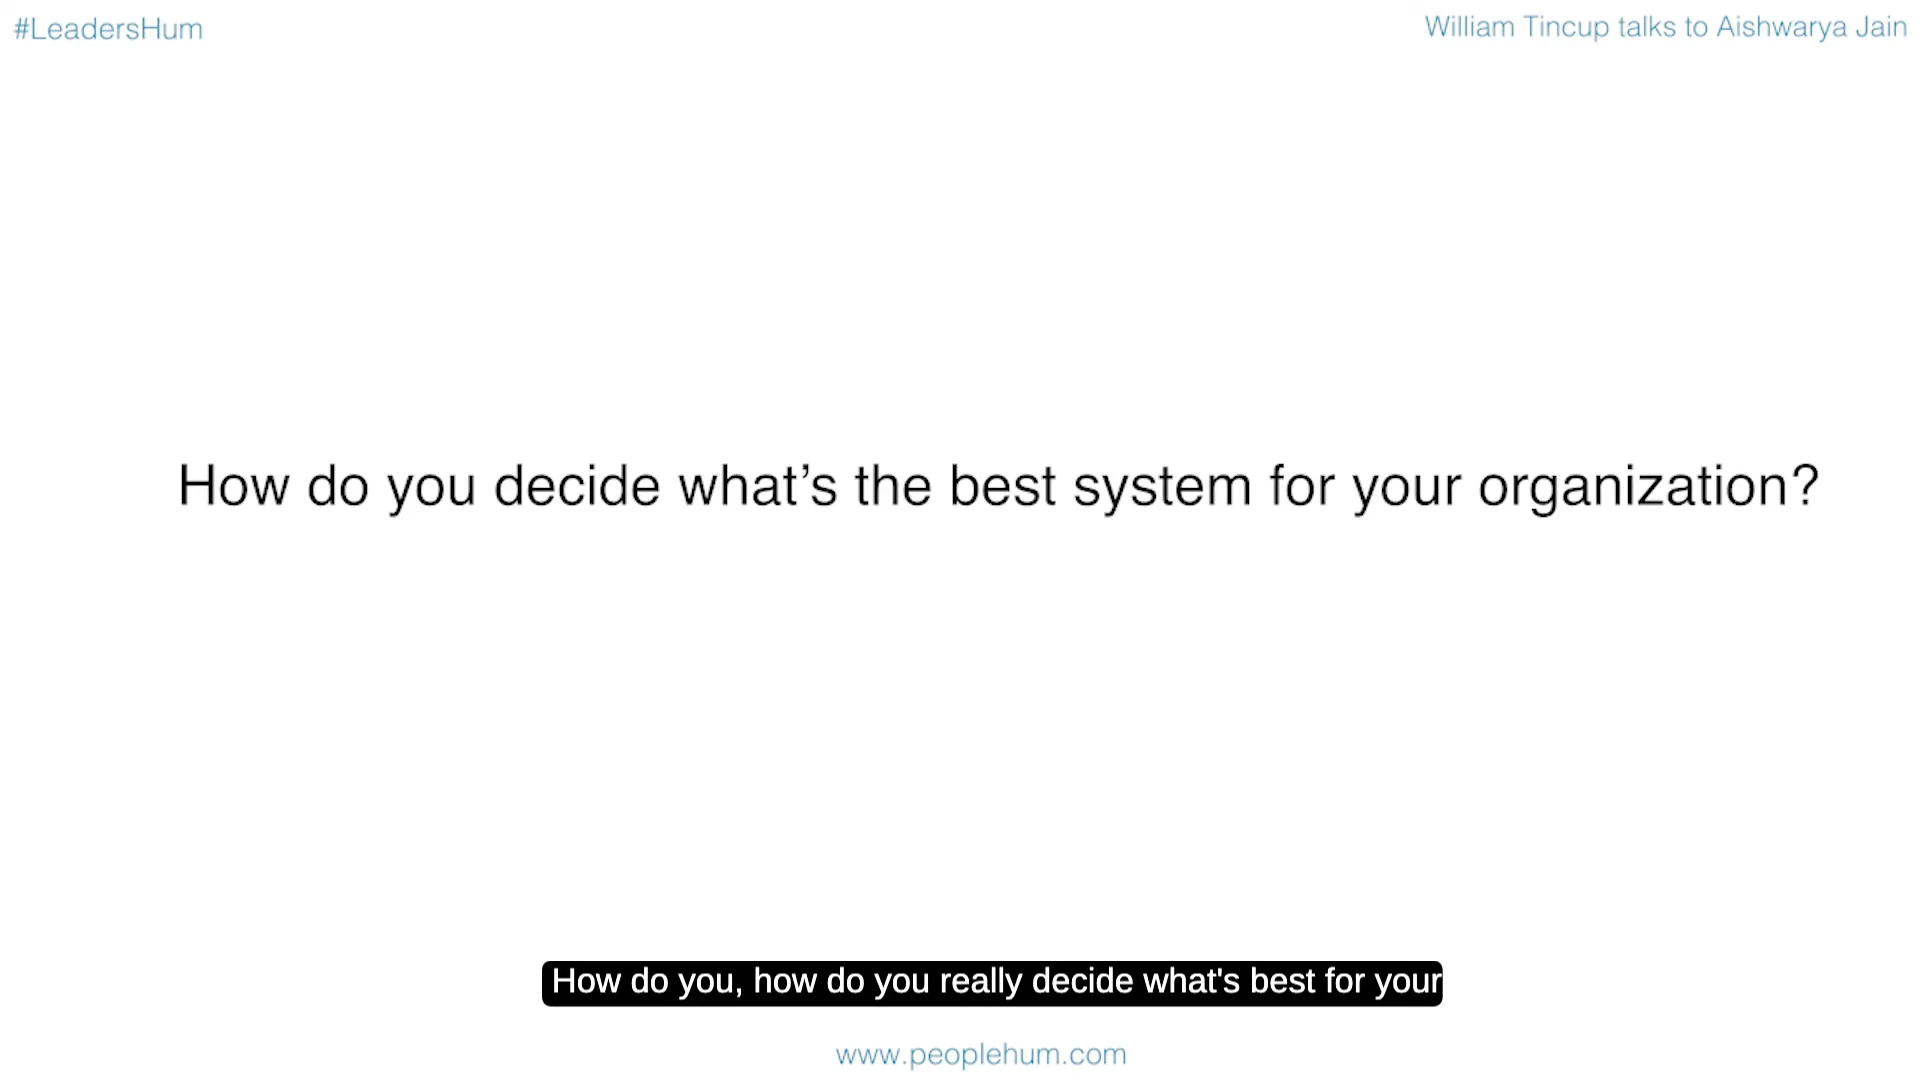 #LeadersHum
William Tincup talks to Aishwarya Jain
How do you decide what’s the best system for your organization?
How do you, how do you really decide what's best for your
www.peoplehum.com